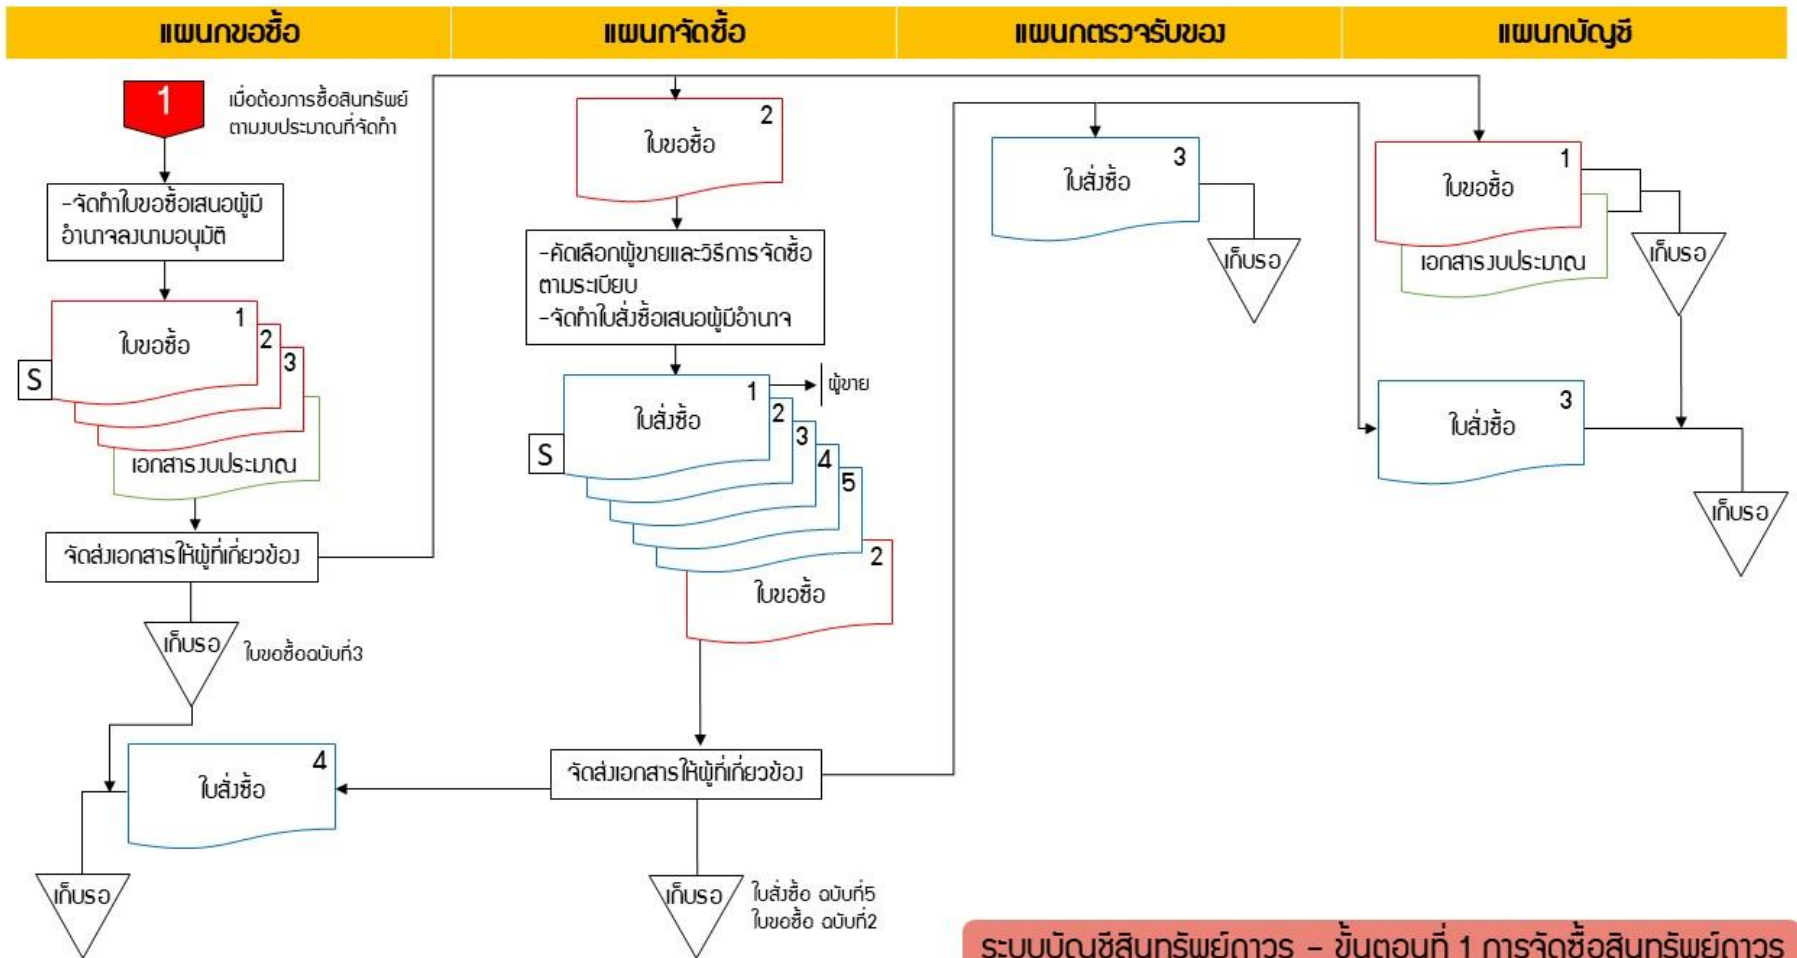 แผนกขอซื้อ
แผนกจัดซื้อ
แผนกตรวจรับของ
แผนกบัญชี
1
เมื่อต้องการซื้อสินทรัพย์
ตามงบประมาณที่จัดทำ
-จัดทำใบขอซื้อเสนอผู้มี
อำนาจลงนามอนุมัติ
1
2
3
ใบขอซื้อ
S
เอกสารงบประมาณ
จัดส่งเอกสารให้ผู้ที่เกี่ยวข้อง
เก็บรอ
ใบขอซื้อฉบับที่3
4
ใบสั่งซื้อ
เก็บรอ
2
ใบขอซื้อ
-คัดเลือกผู้ขายและวิธีการจัดซื้อ
ตามระเบียบ
-จัดทำใบสั่งซื้อเสนอผู้มีอำนาจ
1
ผู้ขาย
2
ใบสั่งซื้อ
3
S
4
5
2
ใบขอซื้อ
จัดส่งเอกสารให้ผู้ที่เกี่ยวข้อง
เก็บรอ
ใบสั่งซื้อ ฉบับที่5
ใบขอซื้อ ฉบับที่2
3
ใบสั่งซื้อ
เก็บรอ
1
ใบขอซื้อ
เอกสารงบประมาณ
เก็บรอ
3
ใบสั่งซื้อ
เก็บรอ
ระบบบัญชีสินทรัพย์ถาวร – ขั้นตอนที่ 1 การจัดซื้อสินทรัพย์ถาวร